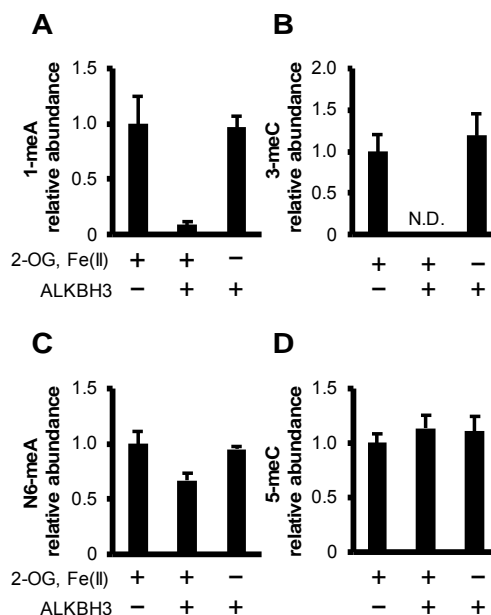 A
B
1-meA
relative abundance
1.5
1.0
0.5
0
3-meC
relative abundance
2.0
1.5
1.0
0.5
0
N.D.
2-OG, Fe(II) + + −
ALKBH3 − + +
+ + −
− + +
C
D
N6-meA
relative abundance
1.5
1.0
0.5
0
5-meC
relative abundance
1.5
1.0
0.5
0
2-OG, Fe(II) + + −
ALKBH3 − + +
+ + −
− + +